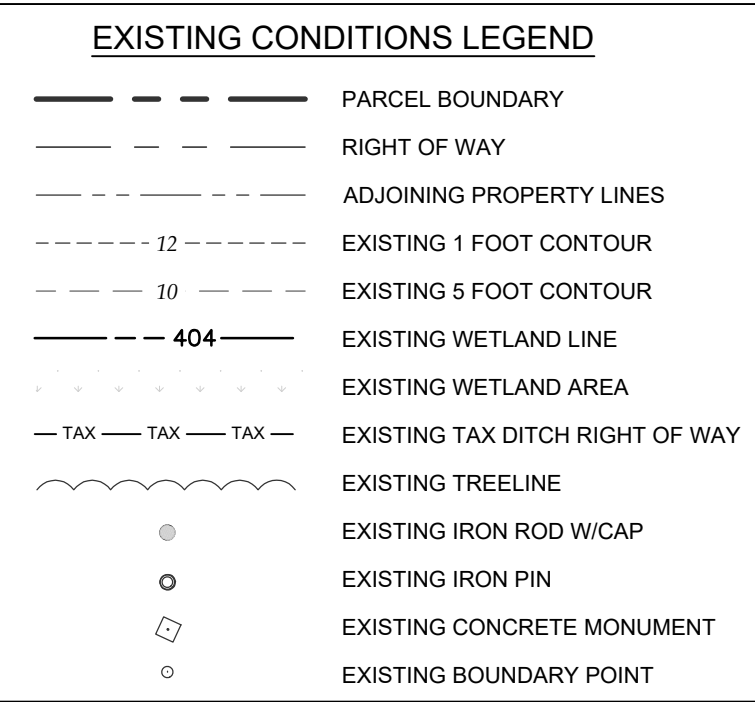 EXISTING CONDITIONS LEGEND
PARCEL BOUNDARY
RIGHT OF WAY
ADJOINING PROPERTY LINES
12 EXISTING 1 FOOT CONTOUR
10 EXISTING 5 FOOT CONTOUR
404 EXISTING WETLAND LINE
EXISTING WETLAND AREA
TAX TAX TAX EXISTING TAX DITCH RIGHT OF WAY
EXISTING TREELINE
EXISTING IRON ROD W/CAP
EXISTING IRON PIN
EXISTING CONCRETE MONUMENT
EXISTING BOUNDARY POINT